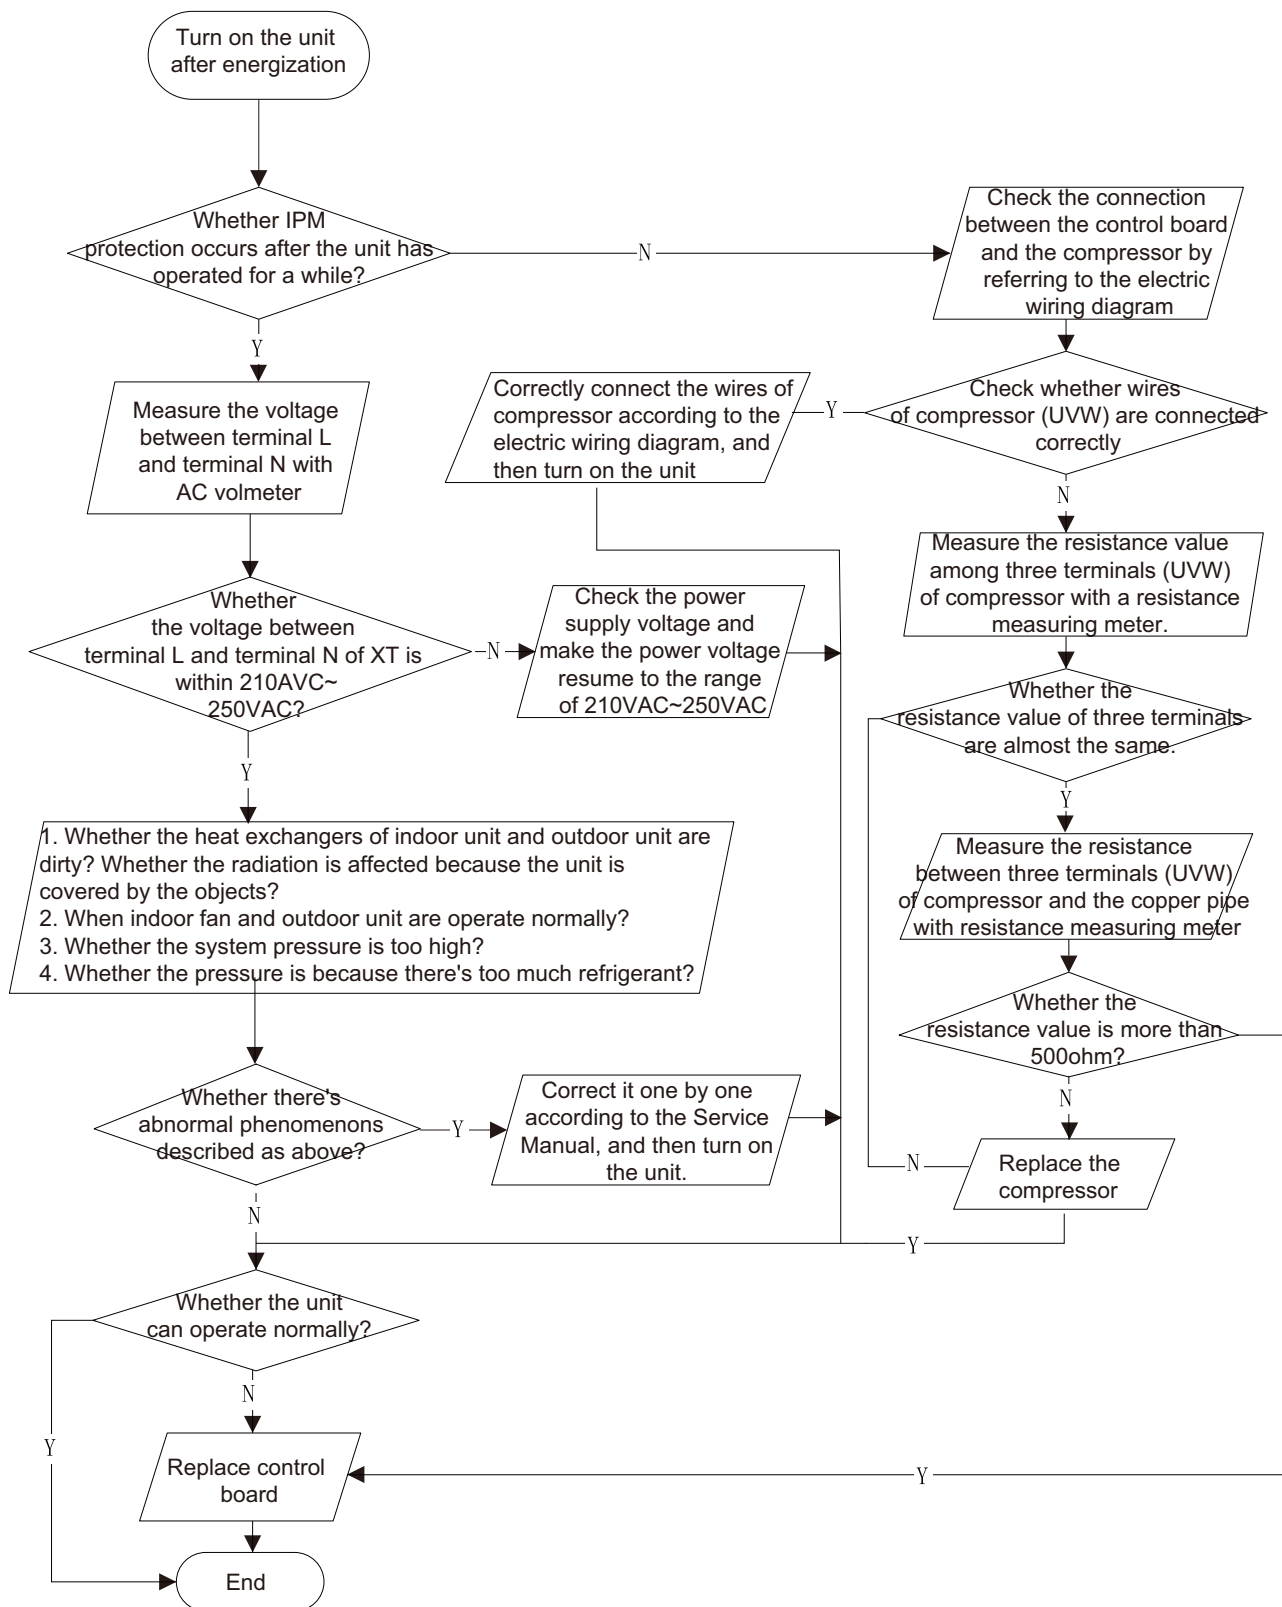 Turn on the unit
after energization
Whether IPM
protection occurs after the unit has
operated for a while?
N
Check the connection
between the control board
and the compressor by
referring to the electric
wiring diagram
Y
Measure the voltage
between terminal L
and terminal N with
AC volmeter
Correctly connect the wires of
compressor according to the
electric wiring diagram, and
then turn on the unit
Y
Check whether wires
of compressor (UVW) are connected
correctly
N
Measure the resistance value
among three terminals (UVW)
of compressor with a resistance
measuring meter.
Whether
the voltage between
terminal L and terminal N of XT is
within 210AVC~
250VAC?
N
Check the power
supply voltage and
make the power voltage
resume to the range
of 210VAC~250VAC
Whether the
resistance value of three terminals
are almost the same.
Y
Y
1. Whether the heat exchangers of indoor unit and outdoor unit are
dirty? Whether the radiation is affected because the unit is
covered by the objects?
2. When indoor fan and outdoor unit are operate normally?
3. Whether the system pressure is too high?
4. Whether the pressure is because there's too much refrigerant?
Measure the resistance
between three terminals (UVW)
of compressor and the copper pipe
with resistance measuring meter
Whether the
resistance value is more than
500ohm?
N
Whether there's
abnormal phenomenons
described as above?
Y
Correct it one by one
according to the Service
Manual, and then turn on
the unit.
N
Replace the
compressor
N
Y
Whether the unit
can operate normally?
N
Y
Replace control
board
Y
End